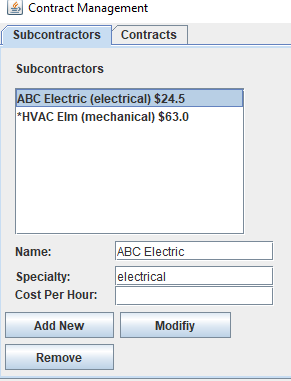 Contract Management
Subcontractors Contracts
Subcontractors
ABC Electric (electrical) $24.5
*HVAC Elm (mechanical) $63.0
Name: ABC Electric
Specialty: electrical
Cost Per Hour:
Add New Modifiy
Remove